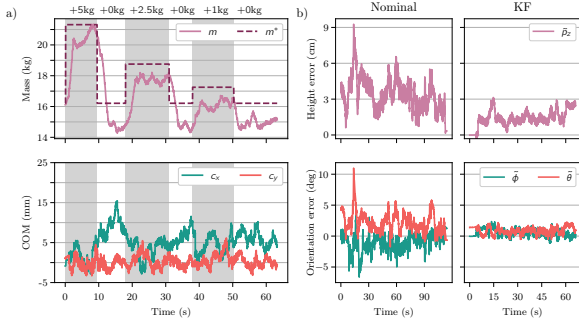 a)
+5kg +0kg +2.5kg +0kg +1kg +0kg
m m*
Mass (kg)
20
18
16
14
COM (mm)
25
15
5
-5
c_x c_y
0 10 20 30 40 50 60
Time (s)
b)
Nominal KF
Height error (cm)
9
6
3
0
p̃_z
Orientation error (deg)
10
5
0
-5
ϕ̃ θ̃
0 30 60 90
0 15 30 45 60
Time (s) Time (s)